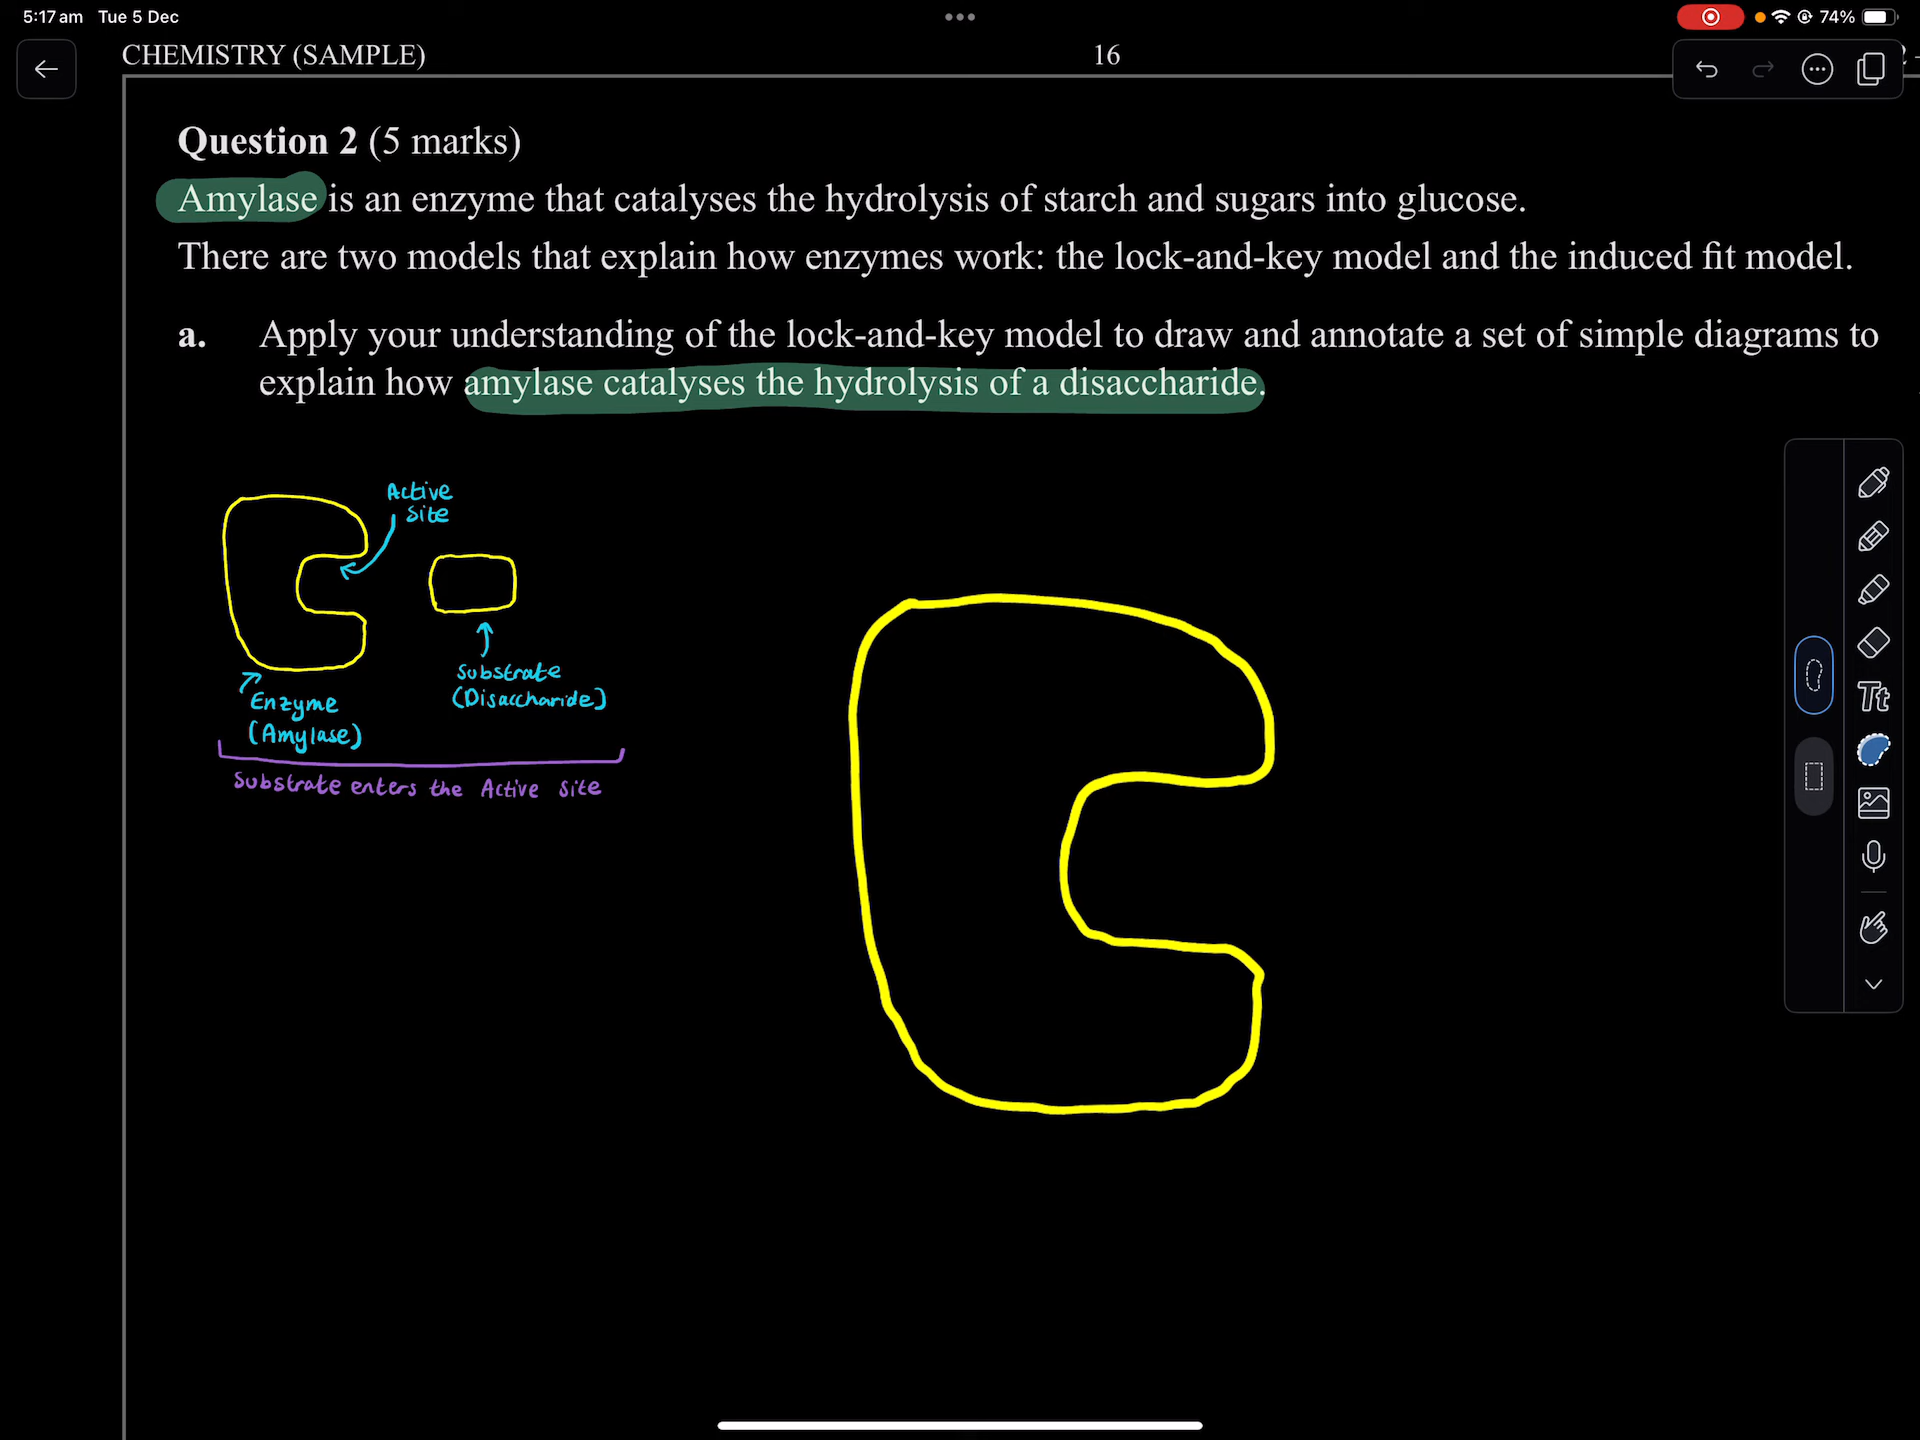 5:17 am Tue 5 Dec
74%
CHEMISTRY (SAMPLE)
16
Question 2 (5 marks)
Amylase is an enzyme that catalyses the hydrolysis of starch and sugars into glucose.
There are two models that explain how enzymes work: the lock-and-key model and the induced fit model.
a. Apply your understanding of the lock-and-key model to draw and annotate a set of simple diagrams to
explain how amylase catalyses the hydrolysis of a disaccharide.
Active
Site
Substrate
(Disaccharide)
Enzyme
(Amylase)
Substrate enters the Active Site
Tt